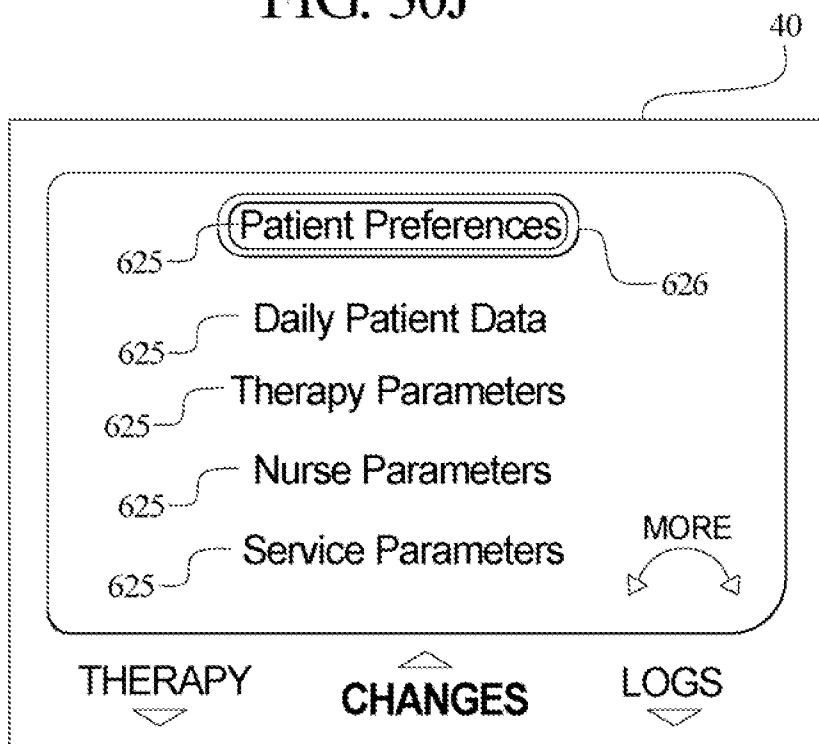 FIG. 30J
40
Patient Preferences
625
626
Daily Patient Data
625
Therapy Parameters
625
Nurse Parameters
625
MORE
Service Parameters
625
THERAPY
CHANGES
LOGS